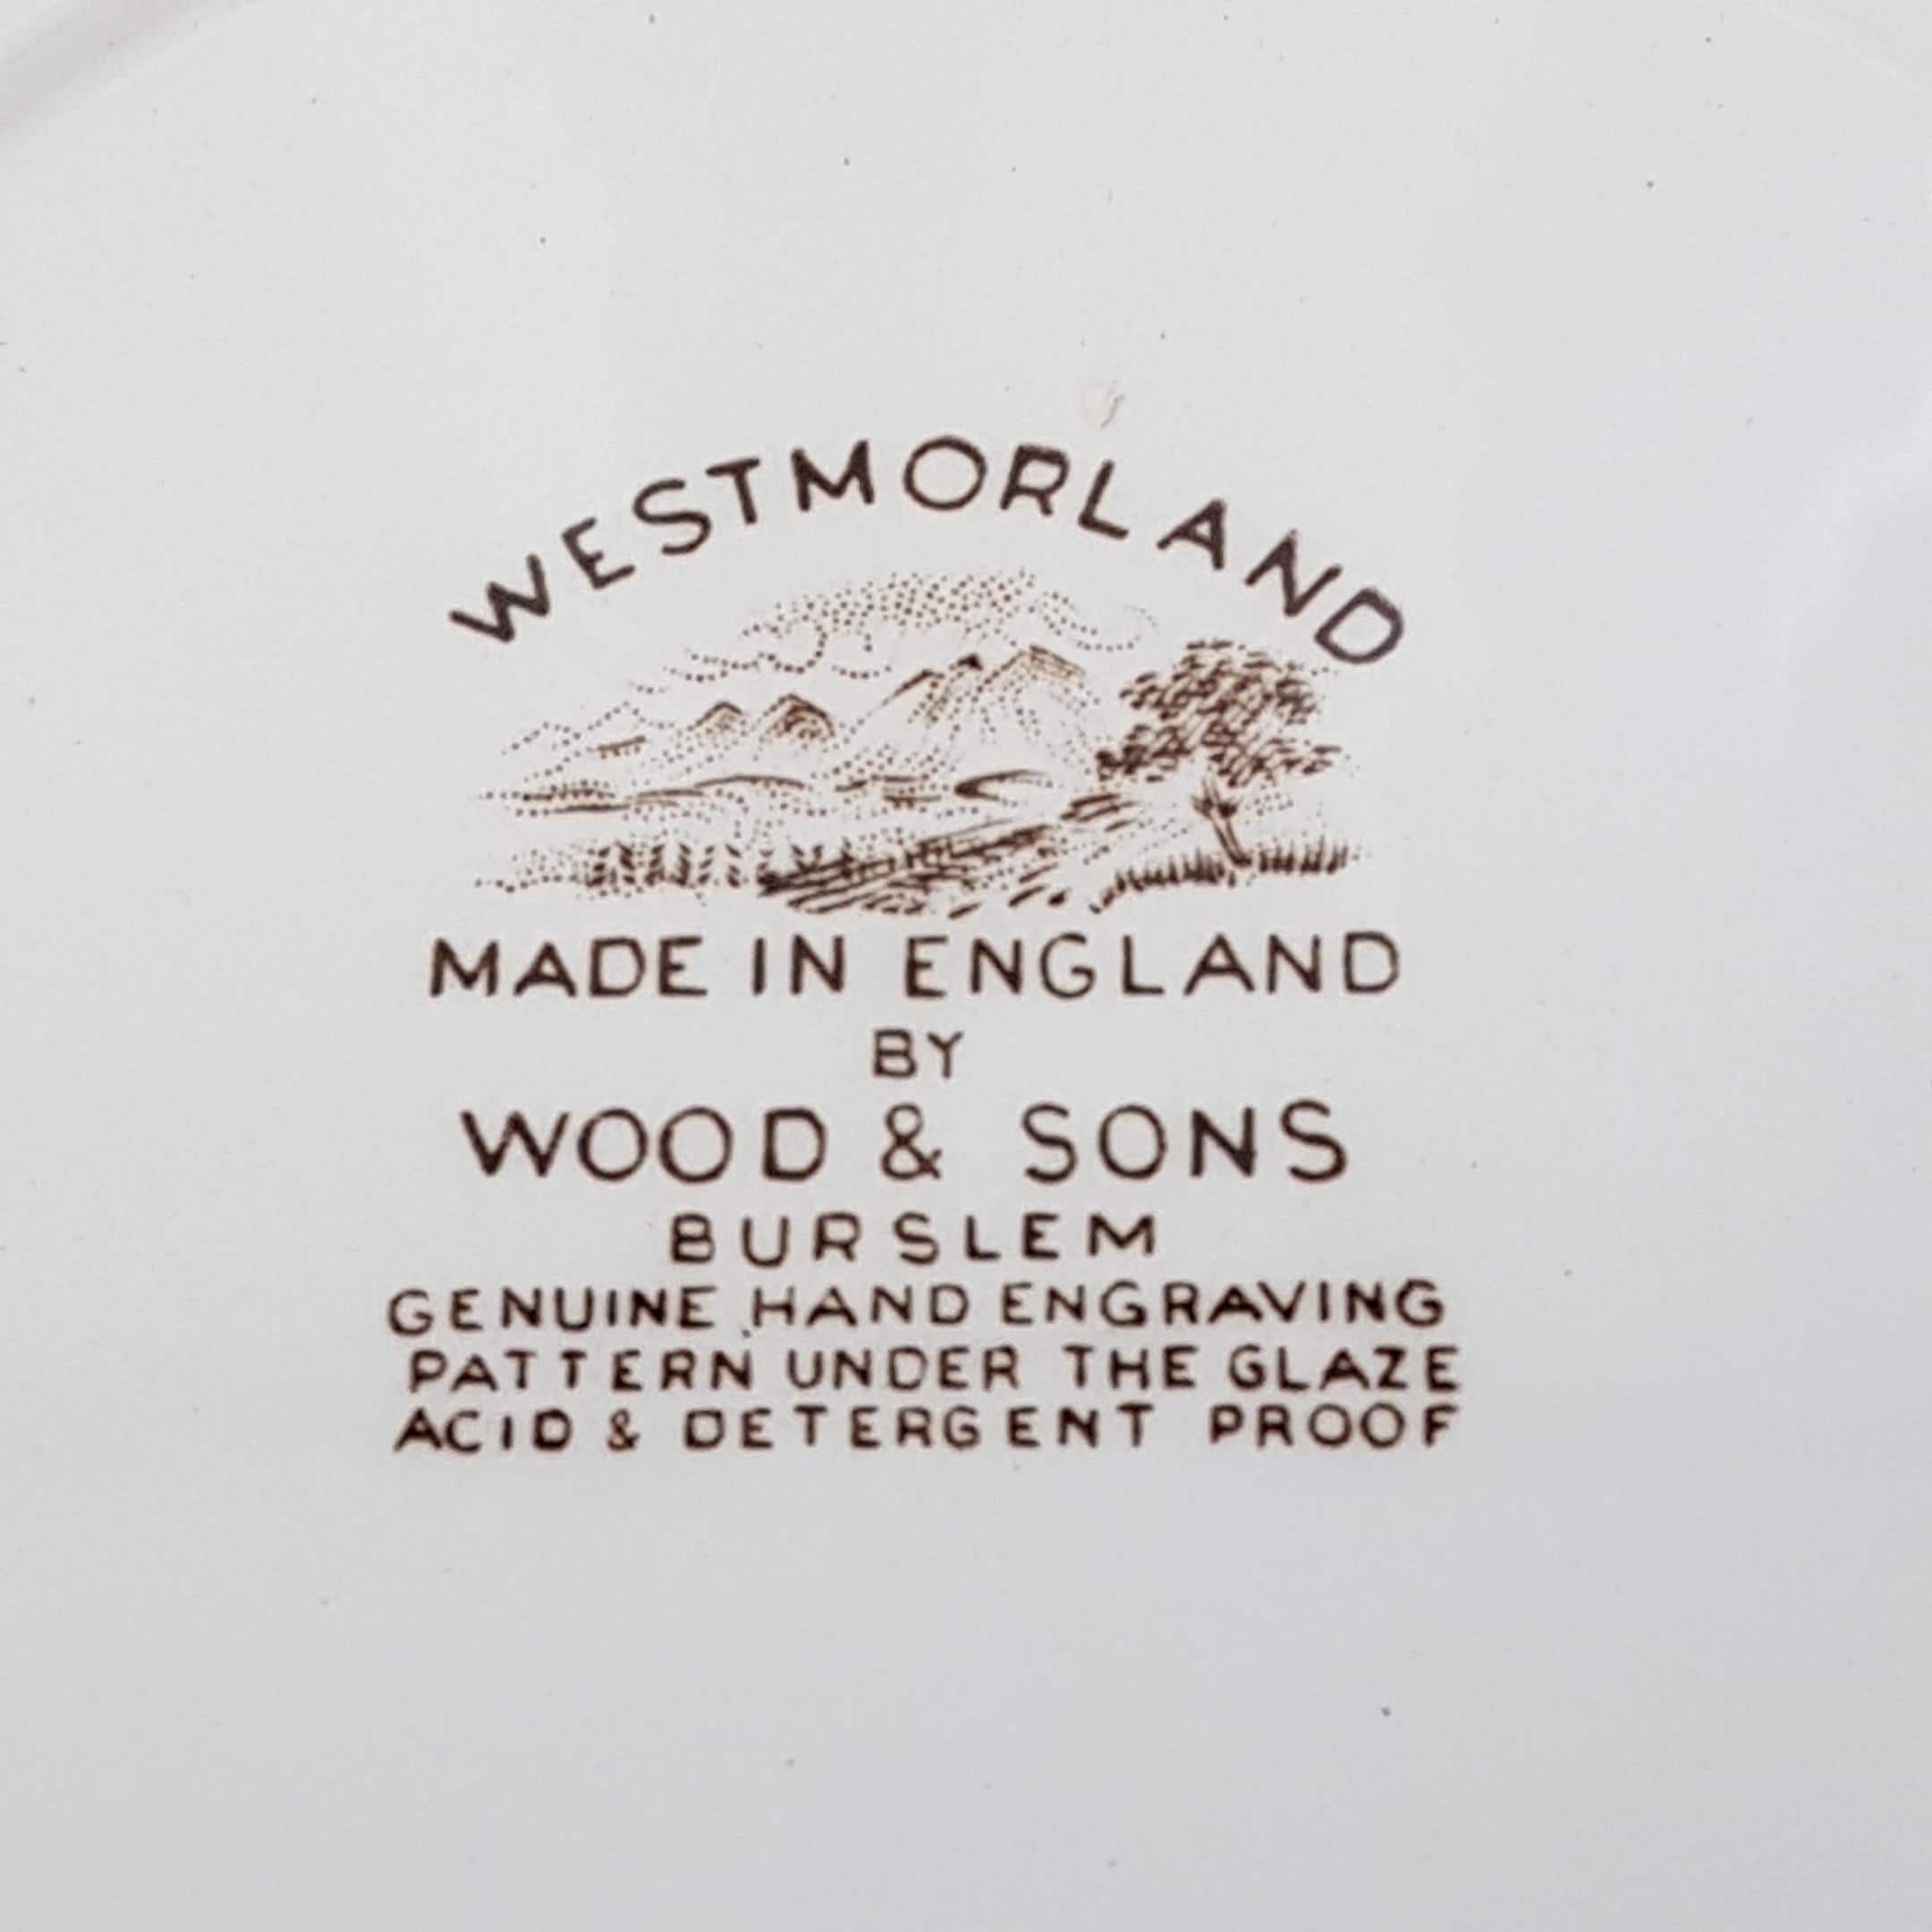 WESTMORLAND
MADE IN ENGLAND
BY
WOOD & SONS
BURSLEM
GENUINE HAND ENGRAVING
PATTERN UNDER THE GLAZE
ACID & DETERGENT PROOF